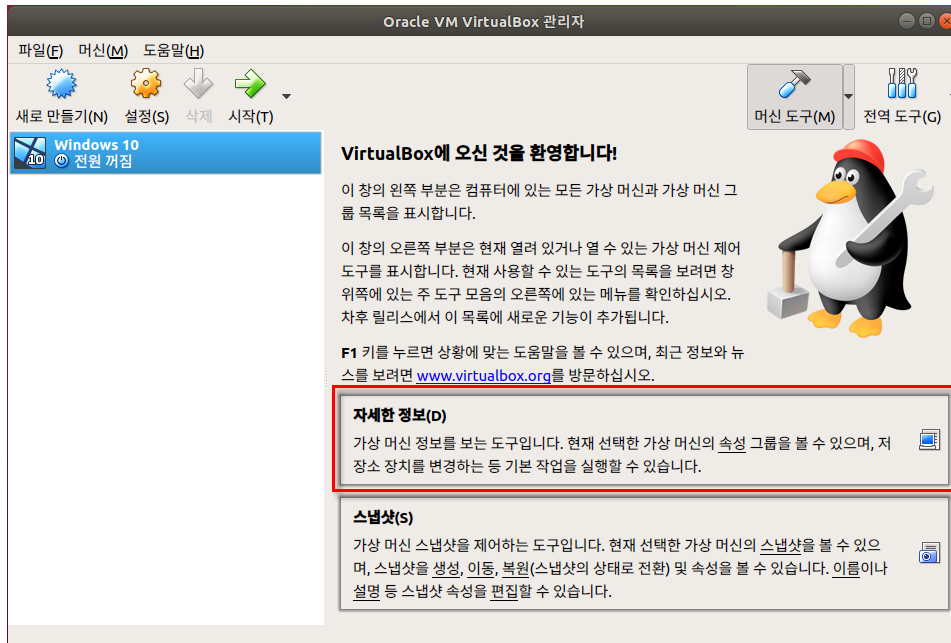 Oracle VM VirtualBox 관리자
파일(F) 머신(M) 도움말(H)
새로 만들기(N) 설정(S) 삭제 시작(T) 머신 도구(M) 전역 도구(G)
Windows 10
10 전원 꺼짐
VirtualBox에 오신 것을 환영합니다!
이 창의 왼쪽 부분은 컴퓨터에 있는 모든 가상 머신과 가상 머신 그
룹 목록을 표시합니다.
이 창의 오른쪽 부분은 현재 열려 있거나 열 수 있는 가상 머신 제어
도구를 표시합니다. 현재 사용할 수 있는 도구의 목록을 보려면 창
위쪽에 있는 주 도구 모음의 오른쪽에 있는 메뉴를 확인하십시오.
차후 릴리스에서 이 목록에 새로운 기능이 추가됩니다.
F1 키를 누르면 상황에 맞는 도움말을 볼 수 있으며, 최근 정보와 뉴
스를 보려면 www.virtualbox.org를 방문하십시오.
자세한 정보(D)
가상 머신 정보를 보는 도구입니다. 현재 선택한 가상 머신의 속성 그룹을 볼 수 있으며, 저
장소 장치를 변경하는 등 기본 작업을 실행할 수 있습니다.
스냅샷(S)
가상 머신 스냅샷을 제어하는 도구입니다. 현재 선택한 가상 머신의 스냅샷을 볼 수 있으
며, 스냅샷을 생성, 이동, 복원(스냅샷의 상태로 전환) 및 속성을 볼 수 있습니다. 이름이나
설명 등 스냅샷 속성을 편집할 수 있습니다.